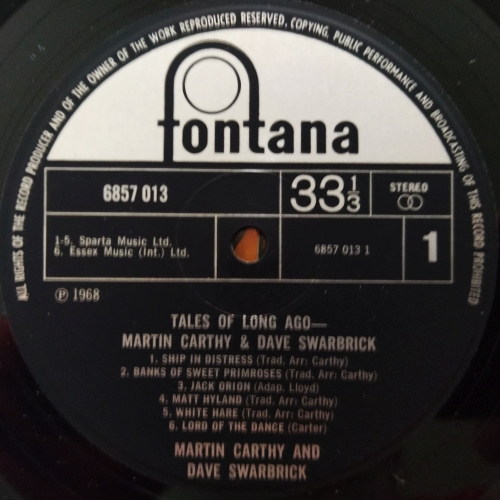 ALL RIGHTS OF THE RECORD PRODUCER AND OF THE OWNER OF THE WORK REPRODUCED RESERVED. COPYING, PUBLIC PERFORMANCE AND BROADCASTING OF THIS RECORD PROHIBITED
fontana
6857 013
33 1/3
STEREO
1-5. Sparta Music Ltd.
6. Essex Music (Int.) Ltd.
6857 013 1
1
Ⓟ 1968
TALES OF LONG AGO—
MARTIN CARTHY & DAVE SWARBRICK
1. SHIP IN DISTRESS (Trad. Arr: Carthy)
2. BANKS OF SWEET PRIMROSES (Trad. Arr: Carthy)
3. JACK ORION (Adap. Lloyd)
4. MATT HYLAND (Trad. Arr: Carthy)
5. WHITE HARE (Trad. Arr: Carthy)
6. LORD OF THE DANCE (Carter)
MARTIN CARTHY AND
DAVE SWARBRICK